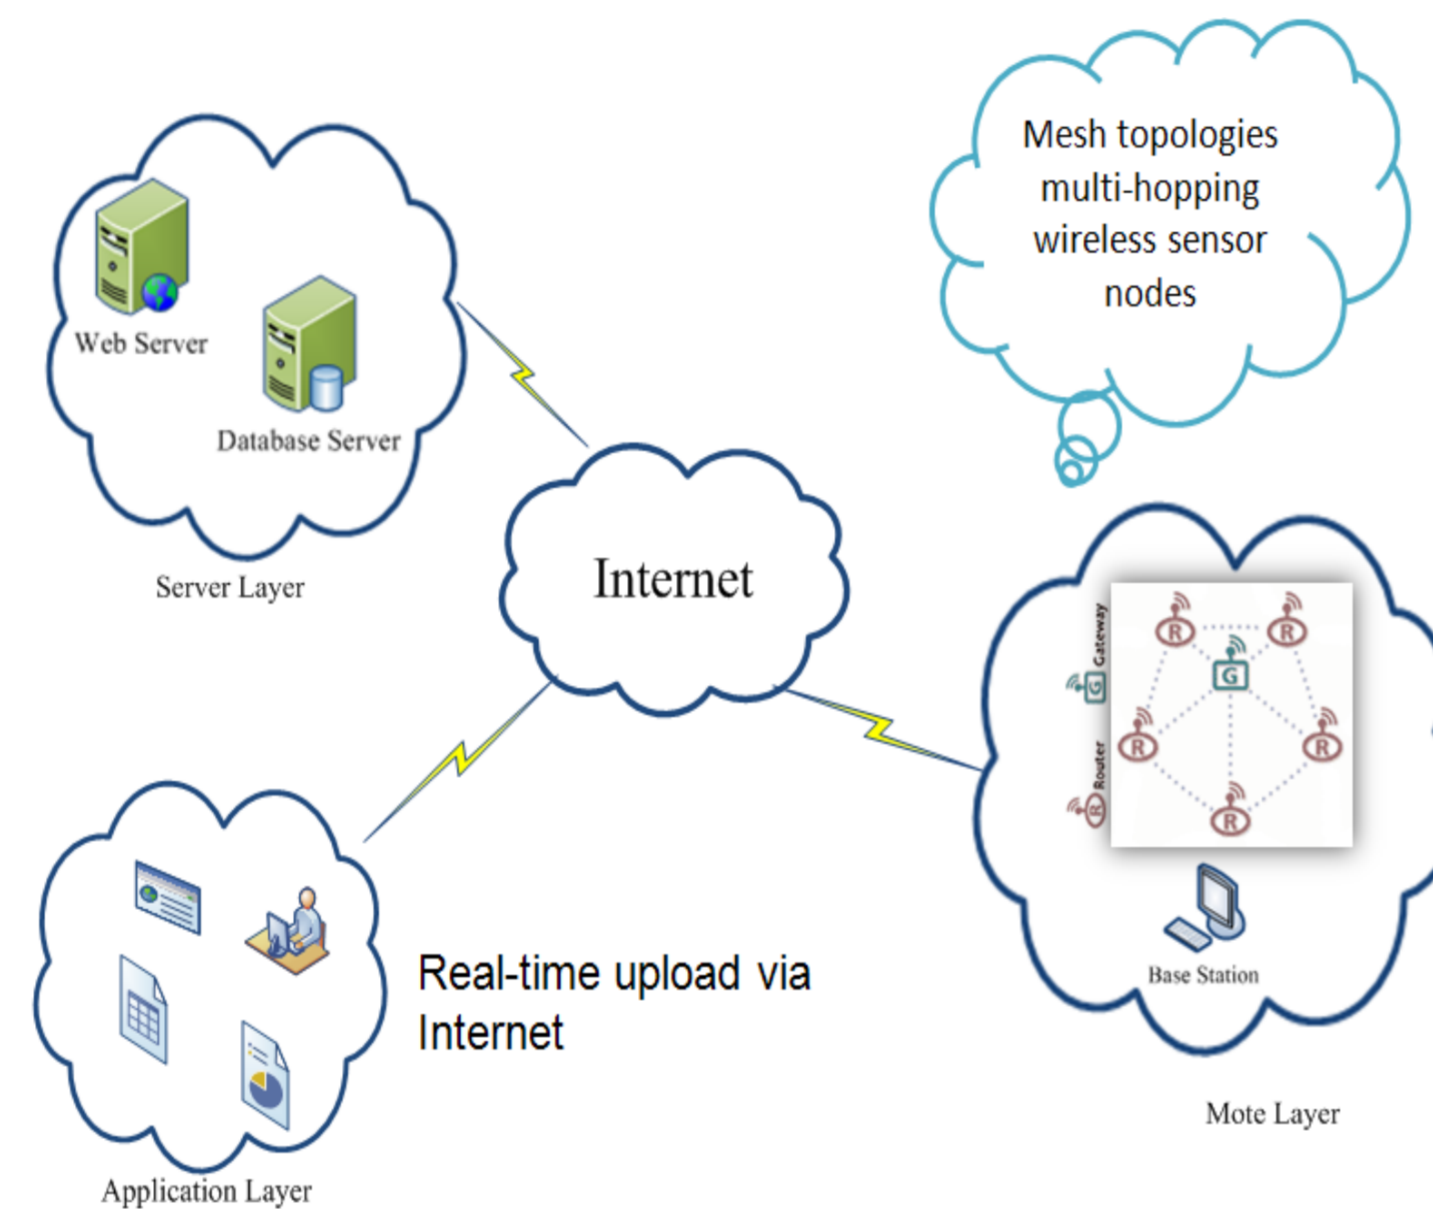 Mesh topologies
multi-hopping
wireless sensor
nodes
Web Server
Database Server
Server Layer
Internet
Gateway
G
Router
R
R
R
G
R
R
R
Base Station
Mote Layer
Real-time upload via
Internet
Application Layer